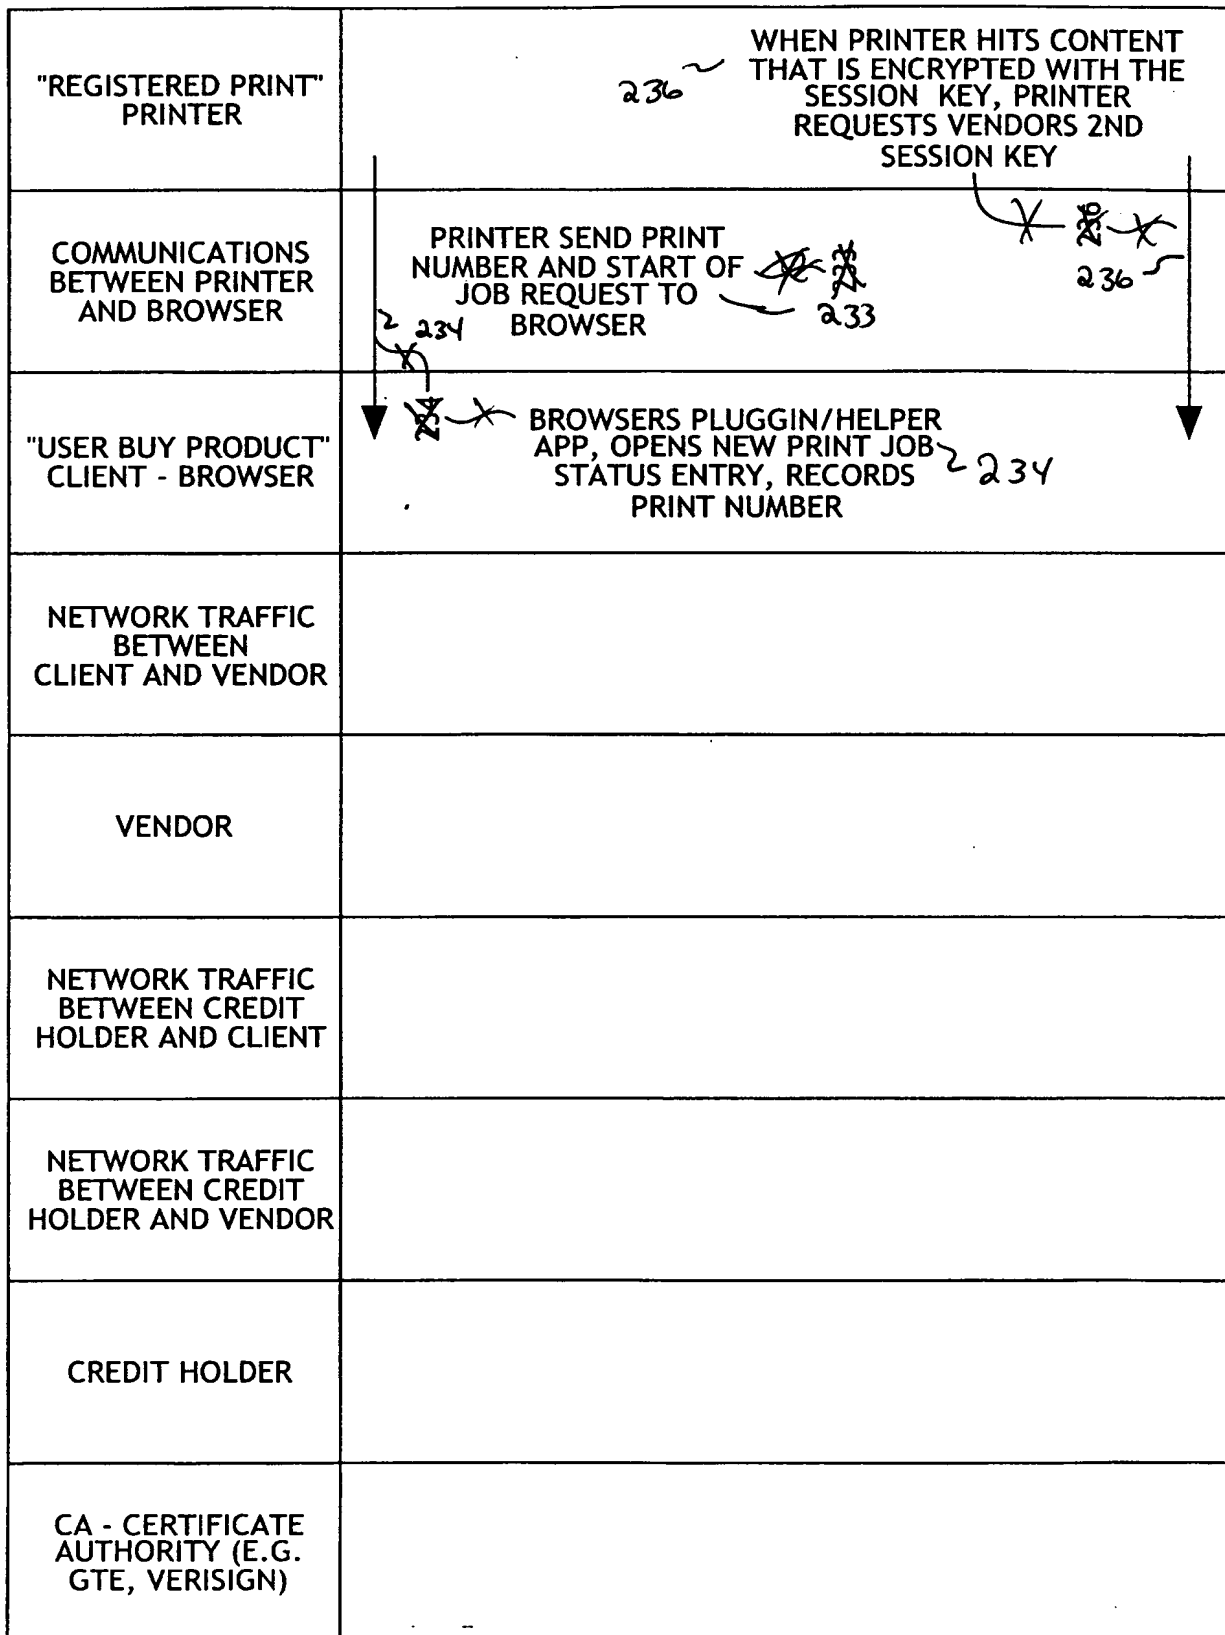 "REGISTERED PRINT"
PRINTER
236
WHEN PRINTER HITS CONTENT
THAT IS ENCRYPTED WITH THE
SESSION KEY, PRINTER
REQUESTS VENDORS 2ND
SESSION KEY
COMMUNICATIONS
BETWEEN PRINTER
AND BROWSER
PRINTER SEND PRINT
NUMBER AND START OF
JOB REQUEST TO
BROWSER
233
234
236
236
"USER BUY PRODUCT"
CLIENT - BROWSER
234
BROWSERS PLUGGIN/HELPER
APP, OPENS NEW PRINT JOB
STATUS ENTRY, RECORDS
PRINT NUMBER
234
NETWORK TRAFFIC
BETWEEN
CLIENT AND VENDOR
VENDOR
NETWORK TRAFFIC
BETWEEN CREDIT
HOLDER AND CLIENT
NETWORK TRAFFIC
BETWEEN CREDIT
HOLDER AND VENDOR
CREDIT HOLDER
CA - CERTIFICATE
AUTHORITY (E.G.
GTE, VERISIGN)